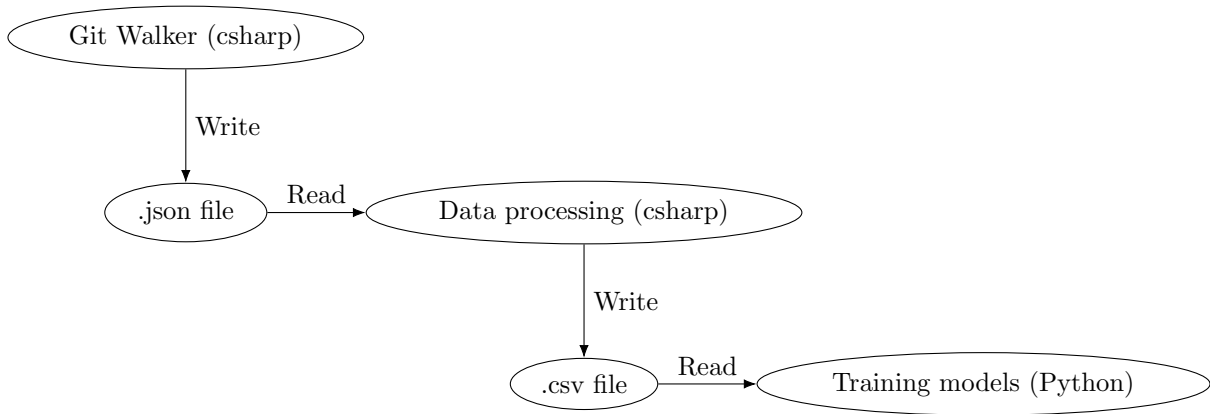 Git Walker (csharp)
Write
.json file
Read
Data processing (csharp)
Write
.csv file
Read
Training models (Python)